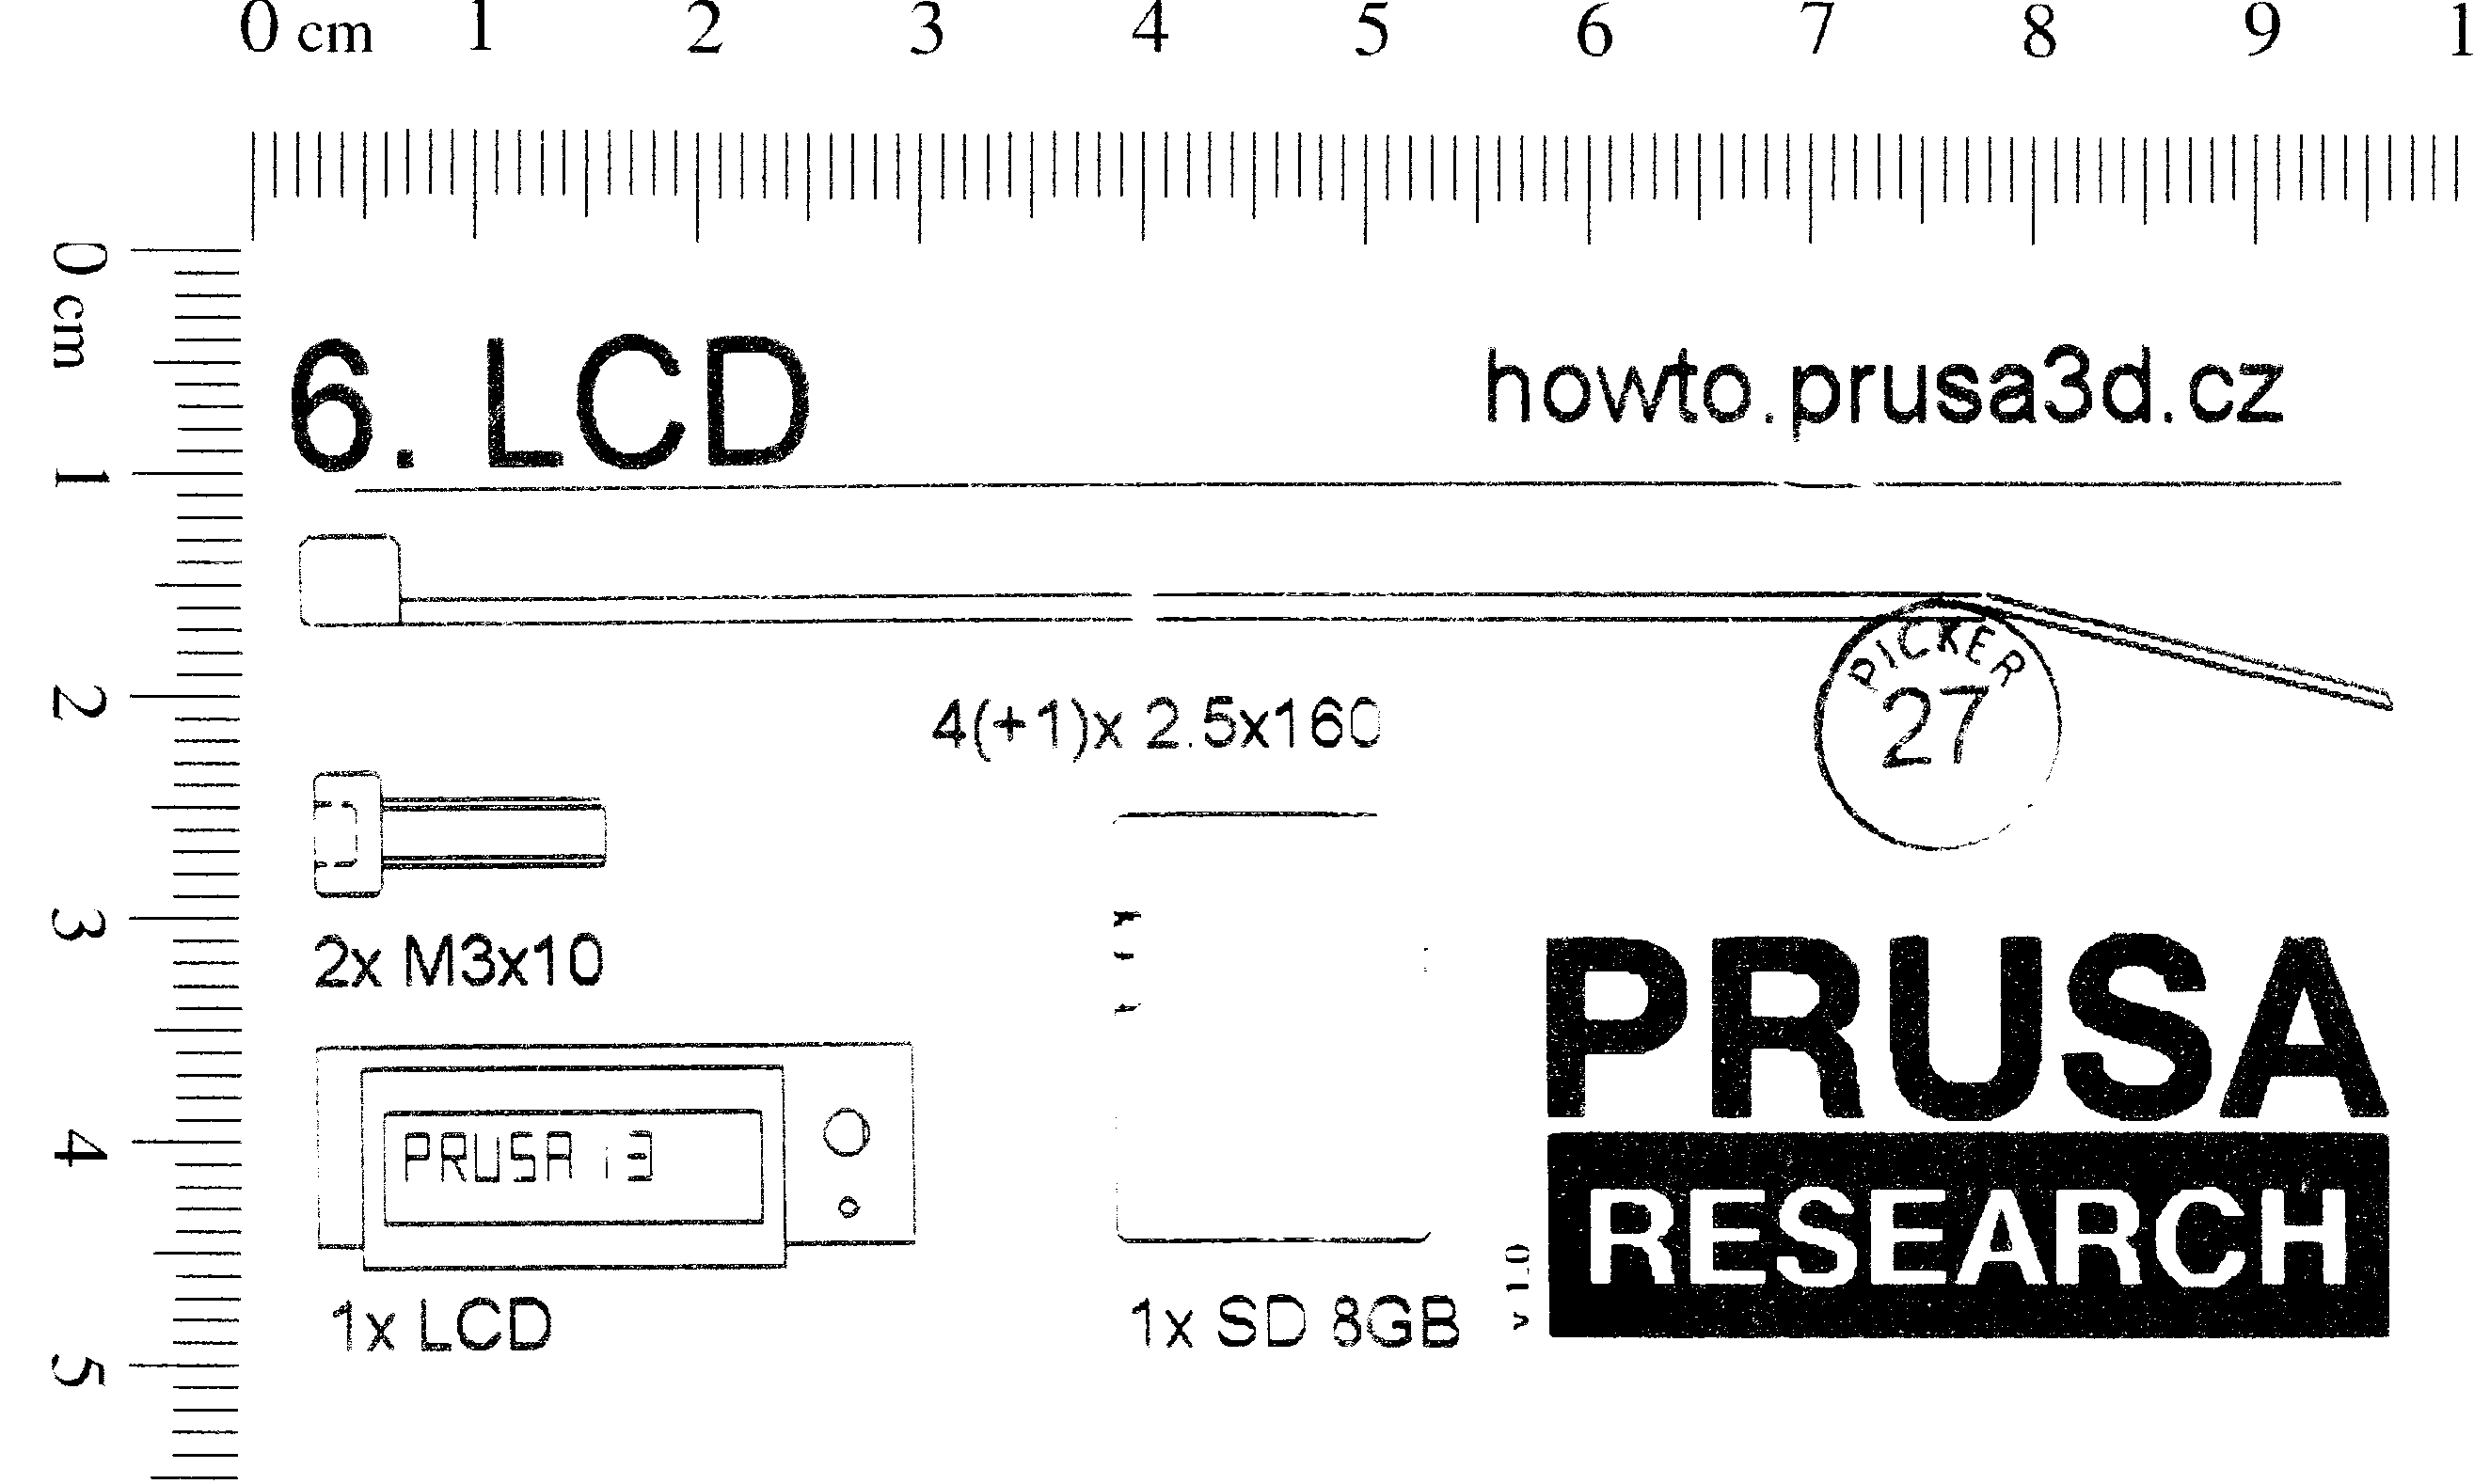 0 cm 1 2 3 4 5 6 7 8 9 1
0 cm 1 2 3 4 5
6. LCD
howto.prusa3d.cz
PICKER
27
4(+1)x 2.5x160
2x M3x10
PRUSA i3
1x LCD
1x SD 8GB
v 1.0
PRUSA
RESEARCH